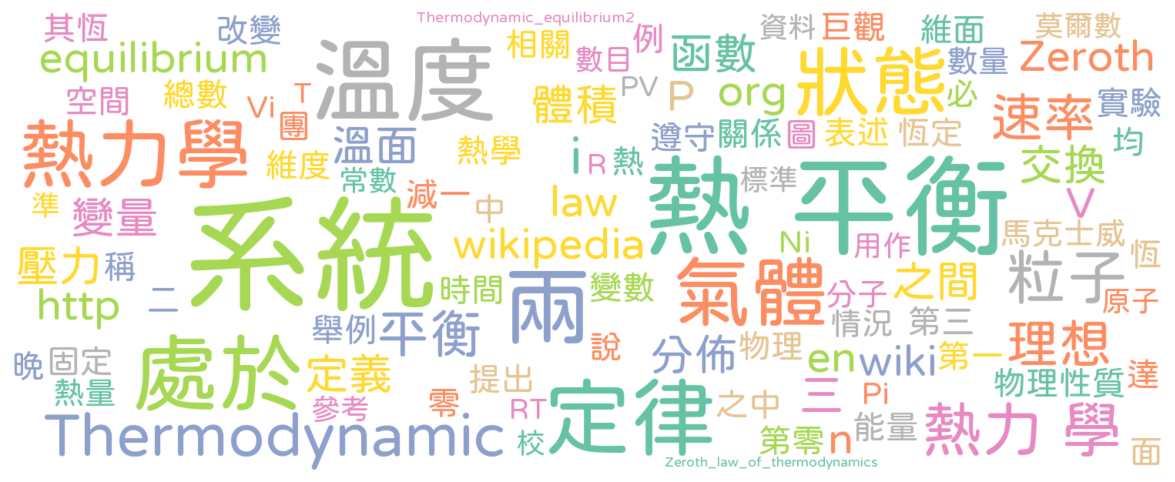 其恆
改變
Thermodynamic_equilibrium2
相關
例
資料
巨觀
維面
莫爾數
equilibrium
溫度
數目
函數
狀態
數量
Zeroth
空間
總數
Vi
T
團
體積
PV
P
org
必
速率
實驗
熱力學
維度
溫面
熱學
i
R
熱
遵守
關係
圖
表述
恆定
均
常數
減一
標準
交換
準
變量
系統
中
law
熱平衡
V
壓力
稱
wikipedia
Ni
用作
馬克士威
恆
http
二
時間
兩
變數
氣體
分子
之間
粒子
原子
舉例
平衡
說
情況
第三
晚
固定
處於
定義
提出
分佈
物理
en
wiki
第一
理想
達
熱量
參考
零
RT
定律
之中
三
Pi
物理性質
Thermodynamic
校
第零
n
能量
熱力 學
面
Zeroth_law_of_thermodynamics